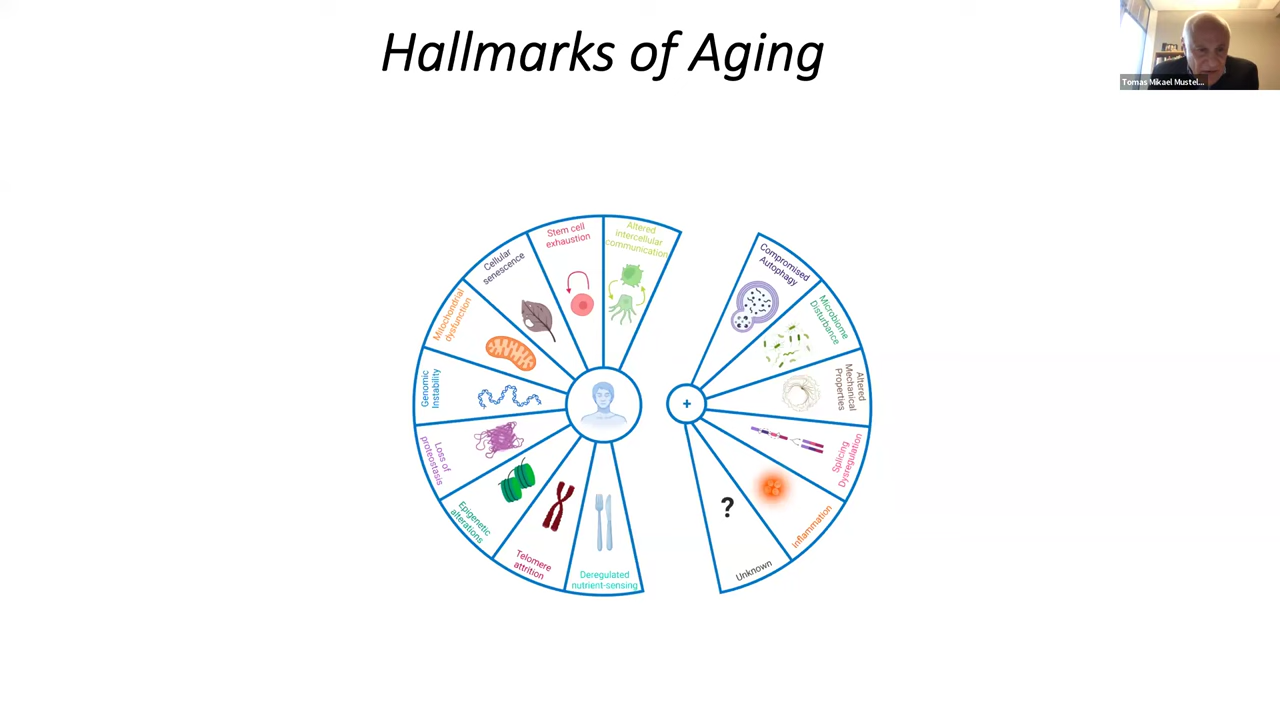 Hallmarks of Aging
Tomas Mikael Mustel...
Altered
intercellular
communication
Stem cell
exhaustion
Cellular
senescence
Mitochondrial
dysfunction
Genomic
Instability
Loss of
proteostasis
Epigenetic
alterations
Telomere
attrition
Deregulated
nutrient-sensing
Compromised
Autophagy
Microbiome
Disturbance
Altered
Mechanical
Properties
Splicing
Dysregulation
Inflammation
Unknown
?
+